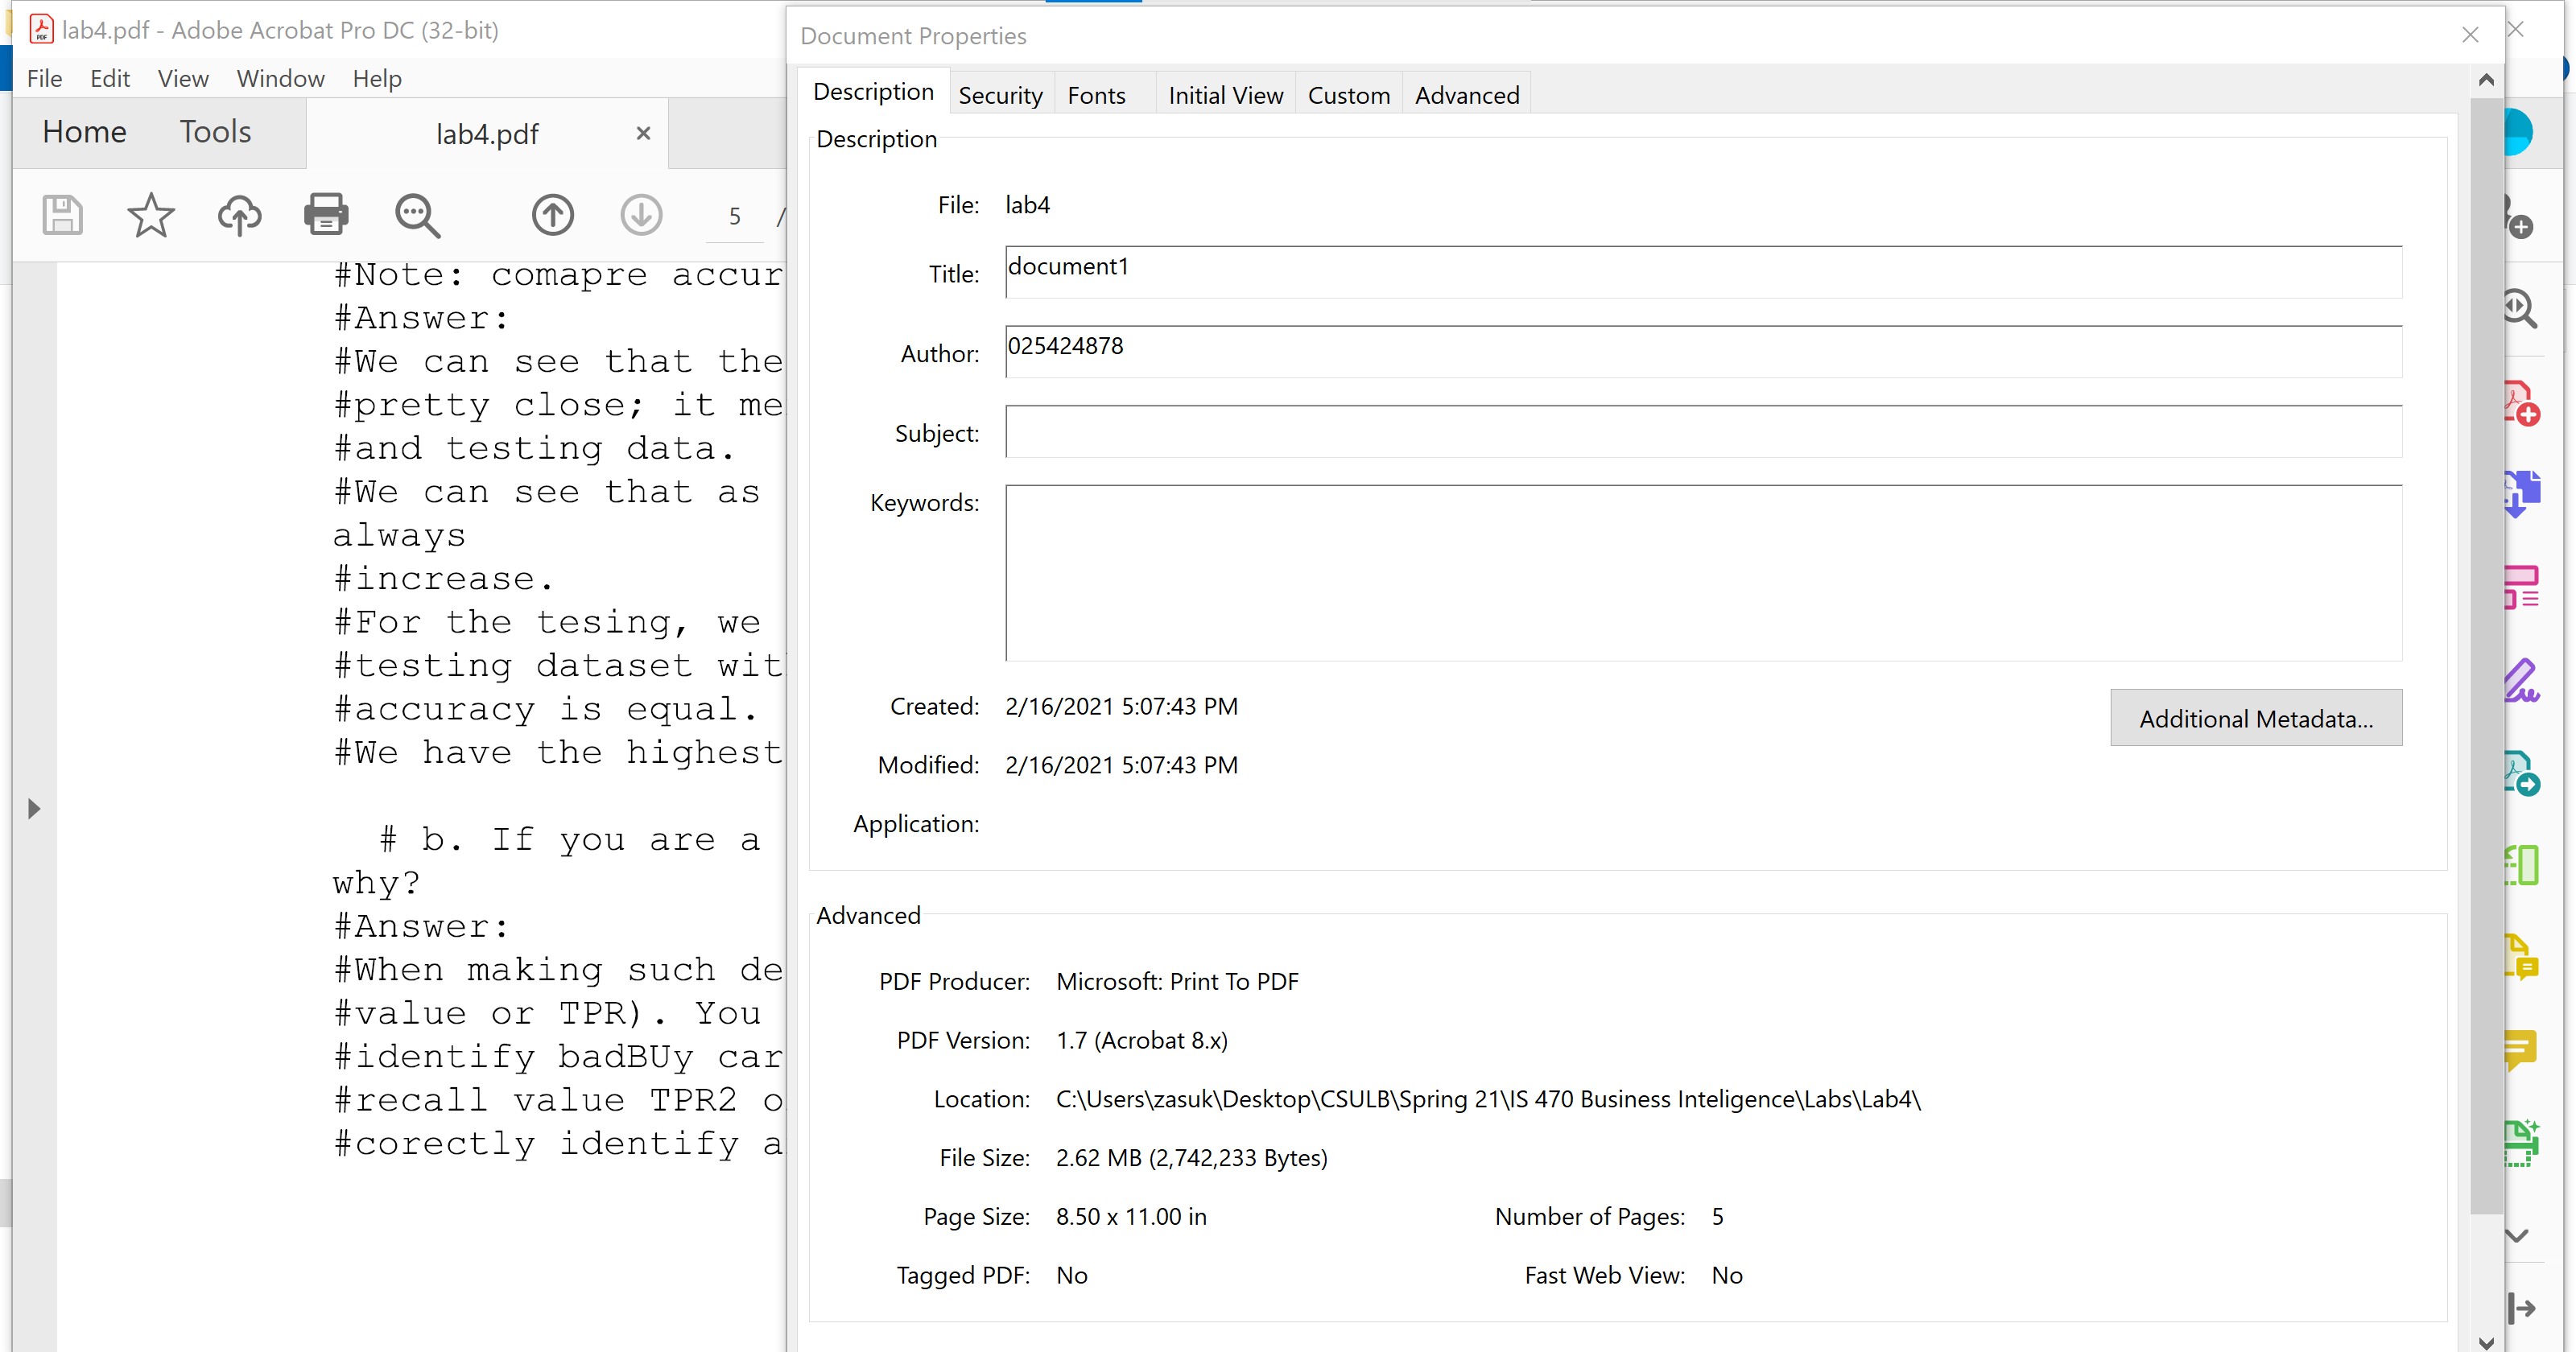 lab4.pdf - Adobe Acrobat Pro DC (32-bit)
File Edit View Window Help
Home Tools lab4.pdf
5 /
#Note: comapre accur
#Answer:
#We can see that the
#pretty close; it me
#and testing data.
#We can see that as
always
#increase.
#For the tesing, we
#testing dataset wit
#accuracy is equal.
#We have the highest
# b. If you are a
why?
#Answer:
#When making such de
#value or TPR). You
#identify badBUy car
#recall value TPR2 o
#corectly identify a
Document Properties
Description Security Fonts Initial View Custom Advanced
Description
File: lab4
Title: document1
Author: 025424878
Subject:
Keywords:
Created: 2/16/2021 5:07:43 PM
Additional Metadata...
Modified: 2/16/2021 5:07:43 PM
Application:
Advanced
PDF Producer: Microsoft: Print To PDF
PDF Version: 1.7 (Acrobat 8.x)
Location: C:\Users\zasuk\Desktop\CSULB\Spring 21\IS 470 Business Inteligence\Labs\Lab4\
File Size: 2.62 MB (2,742,233 Bytes)
Page Size: 8.50 x 11.00 in Number of Pages: 5
Tagged PDF: No Fast Web View: No